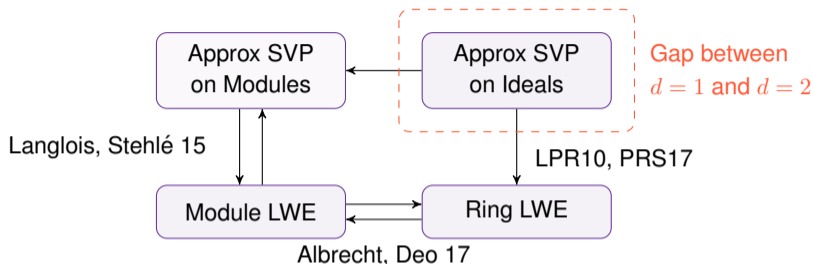 Approx SVP
on Modules
Approx SVP
on Ideals
Gap between
d = 1 and d = 2
Langlois, Stehlé 15
LPR10, PRS17
Module LWE
Ring LWE
Albrecht, Deo 17